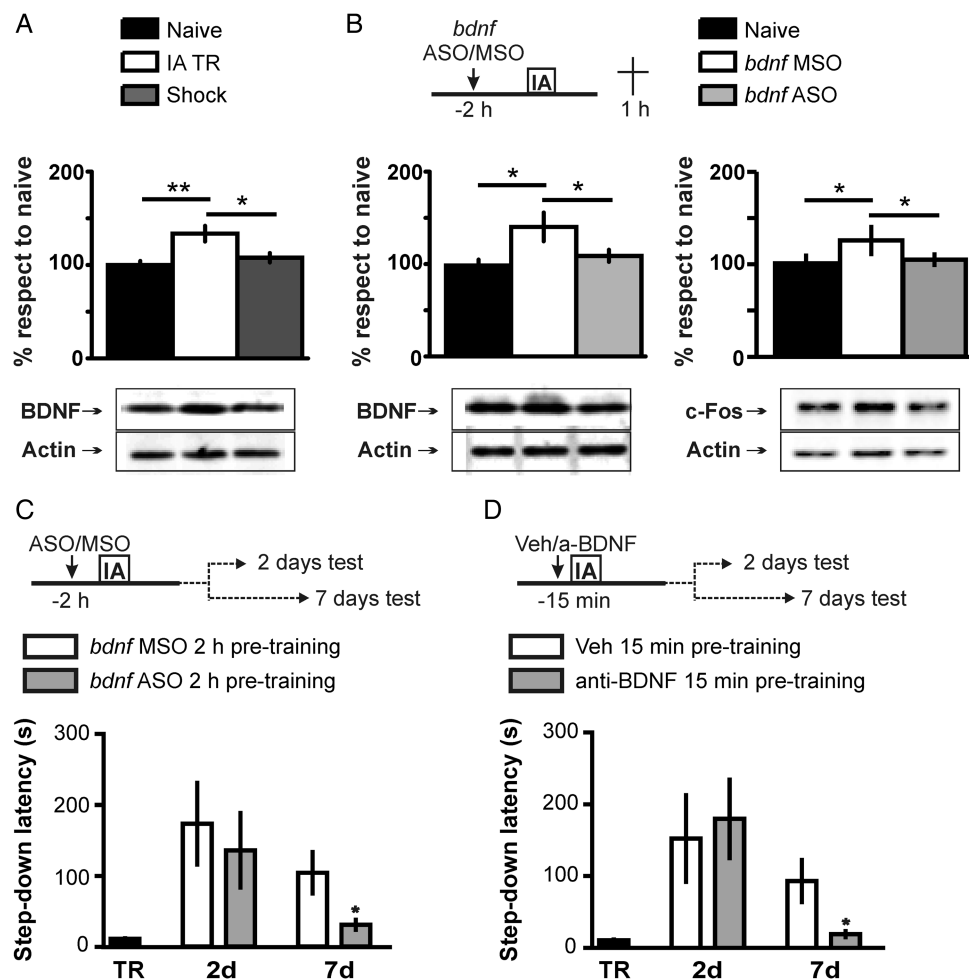 A
Naive
IA TR
Shock
% respect to naive
200
100
0
**
*
BDNF→
Actin →
B
bdnf
ASO/MSO
IA
-2 h
1 h
Naive
bdnf MSO
bdnf ASO
% respect to naive
200
100
0
*
*
BDNF→
Actin →
% respect to naive
200
100
0
*
*
c-Fos→
Actin →
C
ASO/MSO
IA
-2 h
2 days test
7 days test
bdnf MSO 2 h pre-training
bdnf ASO 2 h pre-training
Step-down latency (s)
300
200
100
0
*
TR 2d 7d
D
Veh/a-BDNF
IA
-15 min
2 days test
7 days test
Veh 15 min pre-training
anti-BDNF 15 min pre-training
Step-down latency (s)
300
200
100
0
*
TR 2d 7d